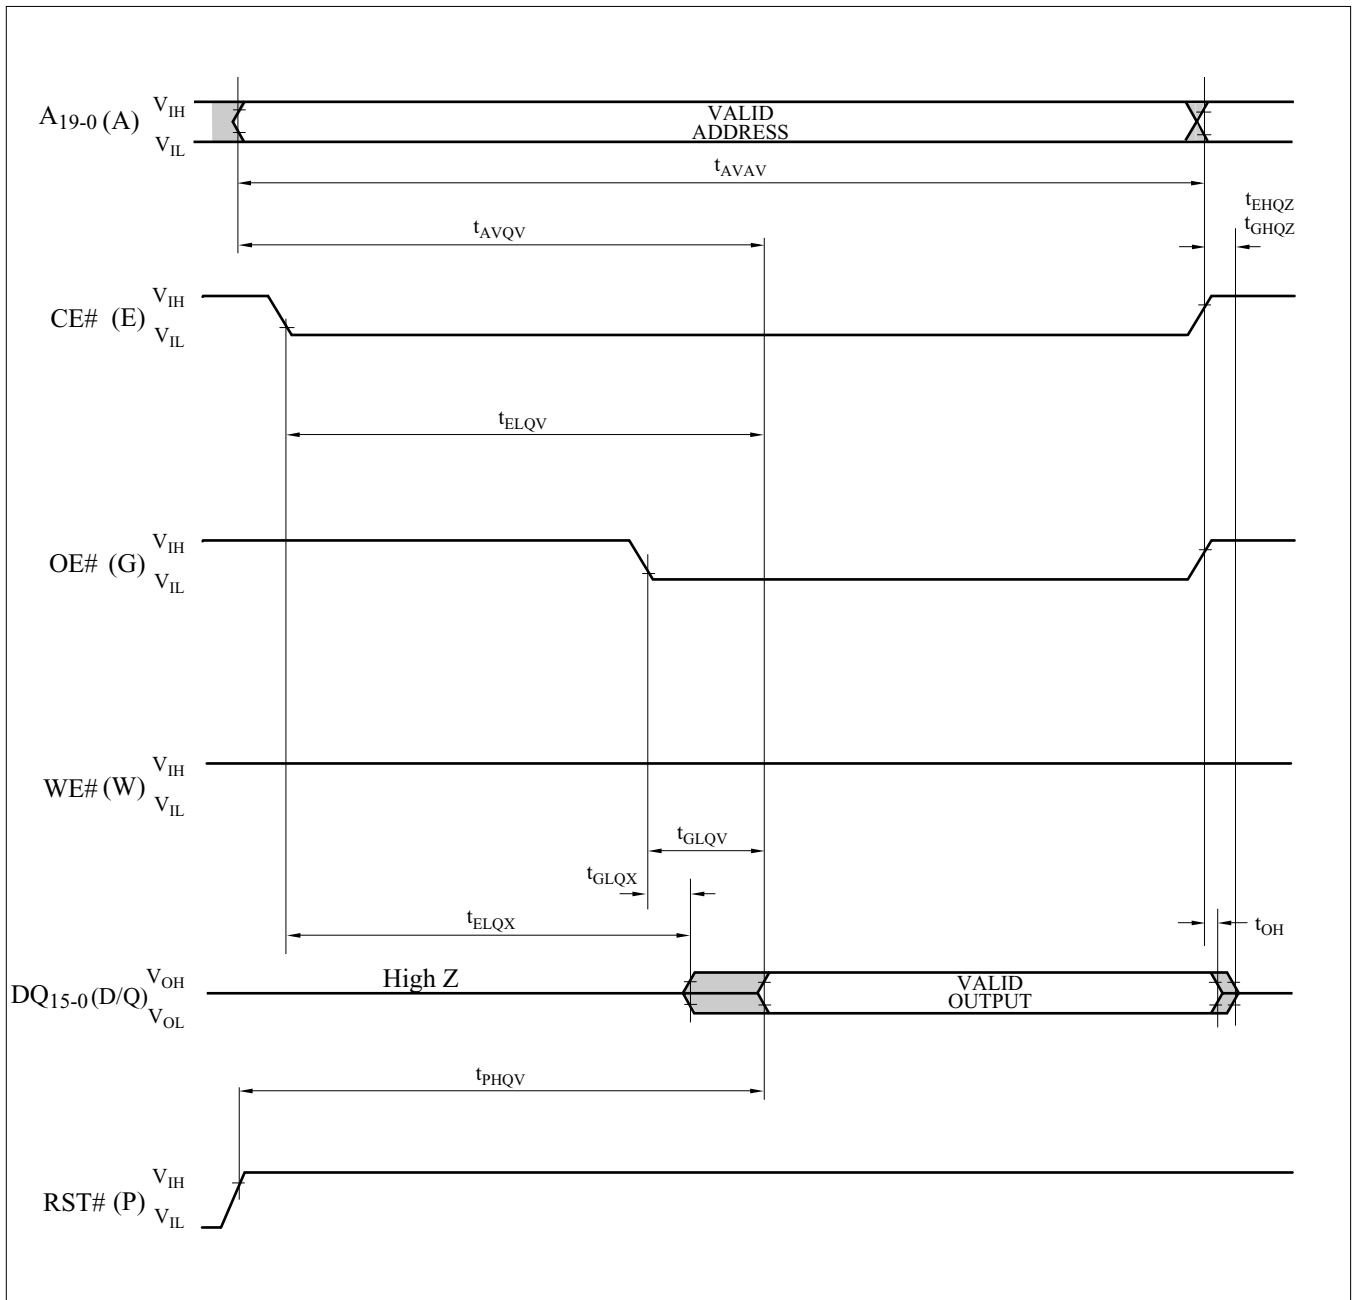 A19-0 (A) VIH
VIL
VALID
ADDRESS
tAVAV
tEHQZ
tGHQZ
tAVQV
CE# (E) VIH
VIL
tELQV
OE# (G) VIH
VIL
WE# (W) VIH
VIL
tGLQV
tGLQX
tELQX
tOH
DQ15-0 (D/Q) VOH
VOL
High Z
VALID
OUTPUT
tPHQV
RST# (P) VIH
VIL